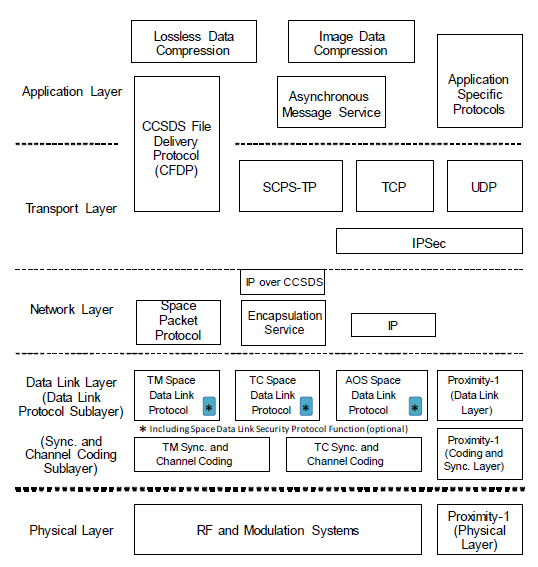 Lossless Data
Compression
Image Data
Compression
Application Layer
Asynchronous
Message Service
Application
Specific
Protocols
CCSDS File
Delivery
Protocol
(CFDP)
Transport Layer
SCPS-TP
TCP
UDP
IPSec
IP over CCSDS
Network Layer
Space
Packet
Protocol
Encapsulation
Service
IP
Data Link Layer
(Data Link
Protocol Sublayer)
TM Space
Data Link
Protocol *
TC Space
Data Link
Protocol *
AOS Space
Data Link
Protocol *
Proximity-1
(Data Link
Layer)
* Including Space Data Link Security Protocol Function (optional)
(Sync. and
Channel Coding
Sublayer)
TM Sync. and
Channel Coding
TC Sync. and
Channel Coding
Proximity-1
(Coding and
Sync. Layer)
Physical Layer
RF and Modulation Systems
Proximity-1
(Physical
Layer)